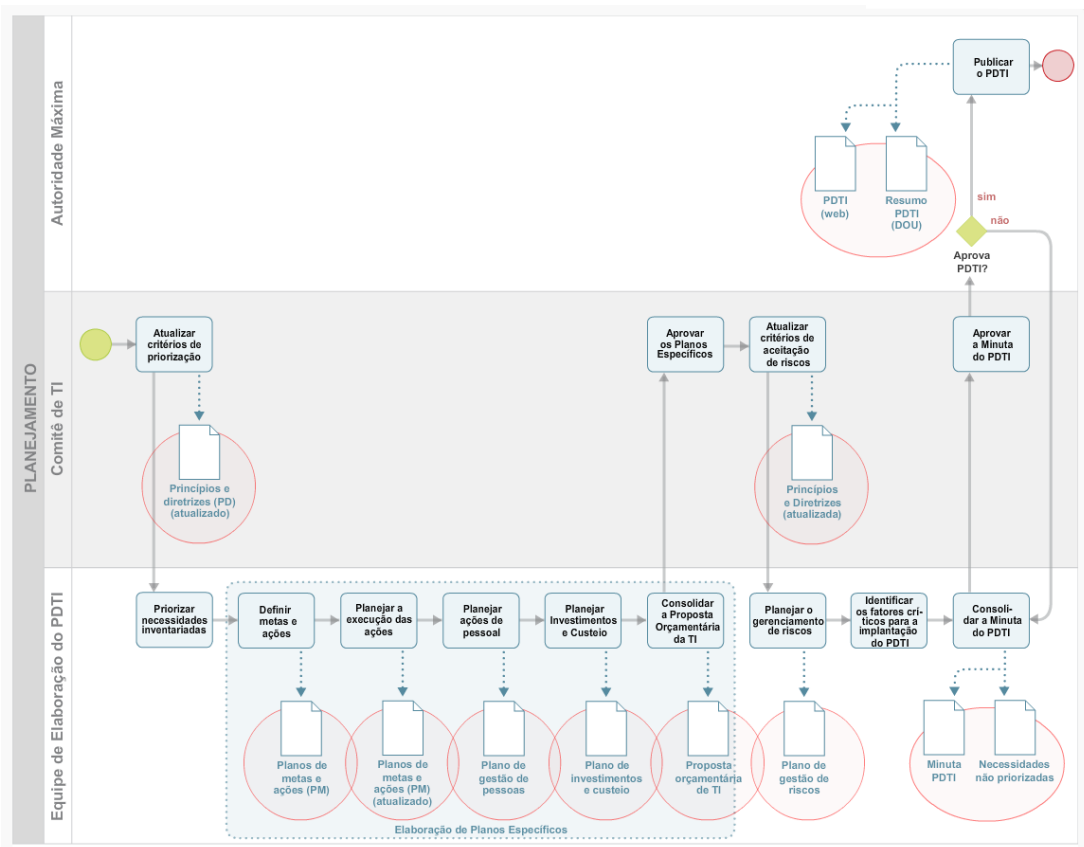 PLANEJAMENTO
Autoridade Máxima
Publicar
o PDTI
PDTI
(web)
Resumo
PDTI
(DOU)
sim
não
Aprova
PDTI?
Comitê de TI
Atualizar
critérios de
priorização
Princípios e
diretrizes (PD)
(atualizado)
Aprovar
os Planos
Específicos
Atualizar
critérios de
aceitação
de riscos
Princípios
e Diretrizes
(atualizada)
Aprovar
a Minuta
do PDTI
Equipe de Elaboração do PDTI
Priorizar
necessidades
inventariadas
Definir
metas e
ações
Planejar a
execução das
ações
Planejar
ações de
pessoal
Planejar
Investimentos
e Custeio
Consolidar
a Proposta
Orçamentária
da TI
Planejar o
gerenciamento
de riscos
Identificar
os fatores crí-
ticos para a
implantação
do PDTI
Consoli-
dar a Minuta
do PDTI
Planos de
metas e
ações (PM)
Planos de
metas e
ações (PM)
(atualizado)
Plano de
gestão de
pessoas
Plano de
investimentos
e custeio
Proposta
orçamentária
de TI
Plano de
gestão de
riscos
Minuta
PDTI
Necessidades
não priorizadas
Elaboração de Planos Específicos